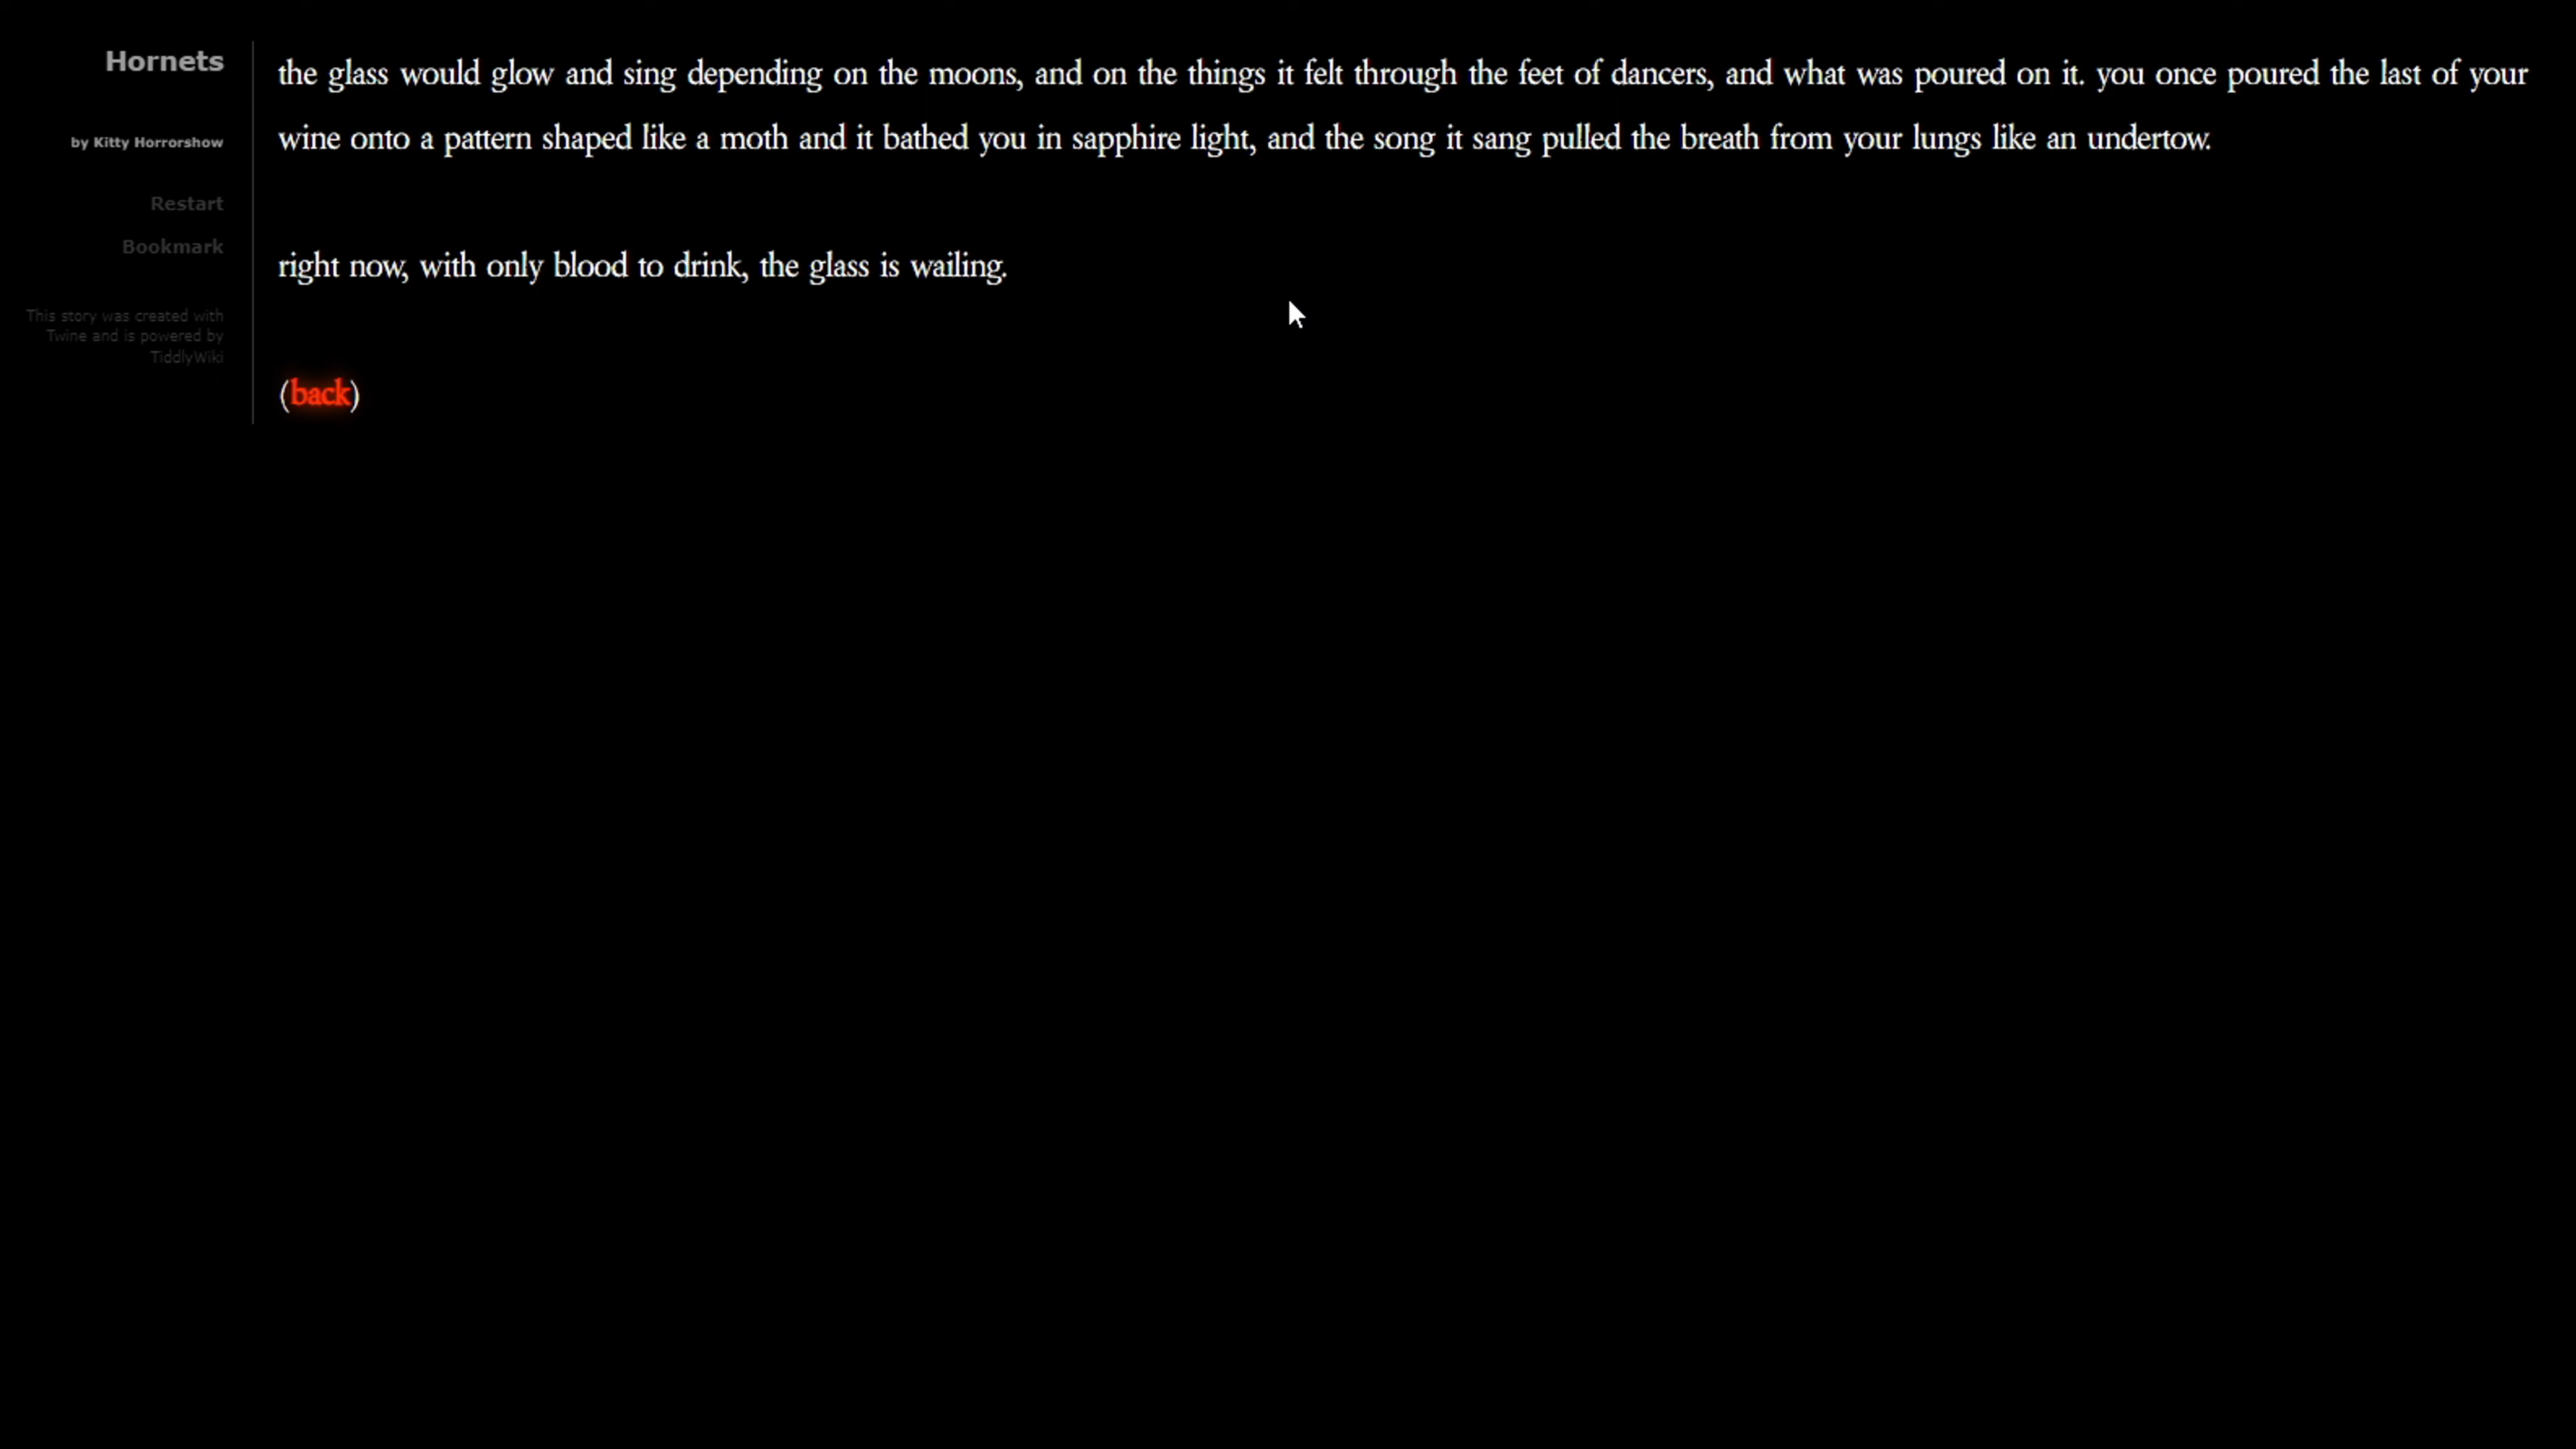 Hornets
by Kitty Horrorshow
Restart
Bookmark
This story was created with
Twine and is powered by
TiddlyWiki
the glass would glow and sing depending on the moons, and on the things it felt through the feet of dancers, and what was poured on it. you once poured the last of your
wine onto a pattern shaped like a moth and it bathed you in sapphire light, and the song it sang pulled the breath from your lungs like an undertow.
right now, with only blood to drink, the glass is wailing.
(back)